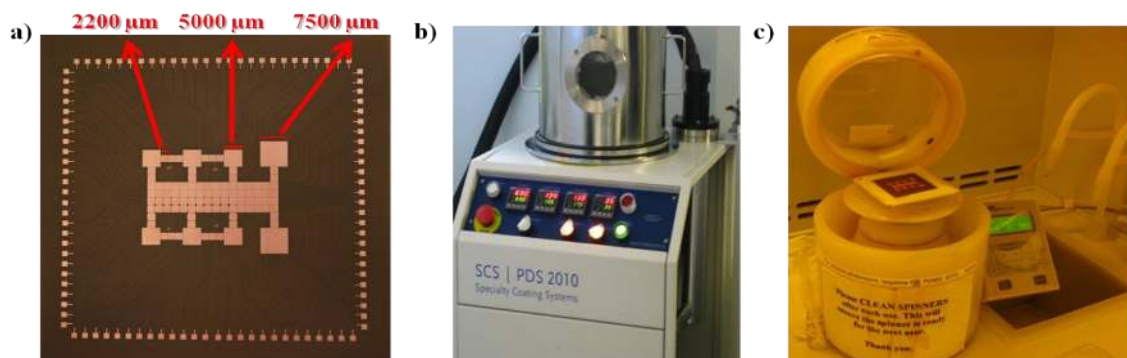 2200 µm 5000 µm 7500 µm
a)
b)
c)
SCS | PDS 2010
Specialty Coating Systems
Please CLEAN SPINNERS
after each use. This will
ensure the spinner is ready
for the next user.
Thank you.